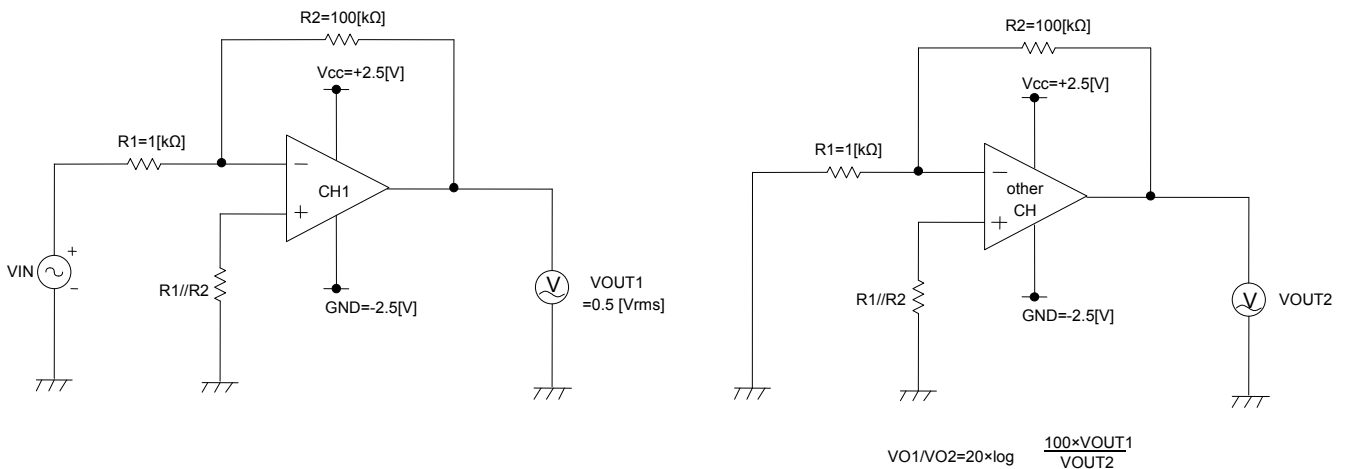 R2=100[kΩ]
Vcc=+2.5[V]
R1=1[kΩ]
−
CH1
+
VIN
+
−
R1//R2
GND=-2.5[V]
V
VOUT1
=0.5 [Vrms]
R2=100[kΩ]
Vcc=+2.5[V]
R1=1[kΩ]
−
other
CH
+
R1//R2
GND=-2.5[V]
V
VOUT2
VO1/VO2=20×log 100×VOUT1
VOUT2